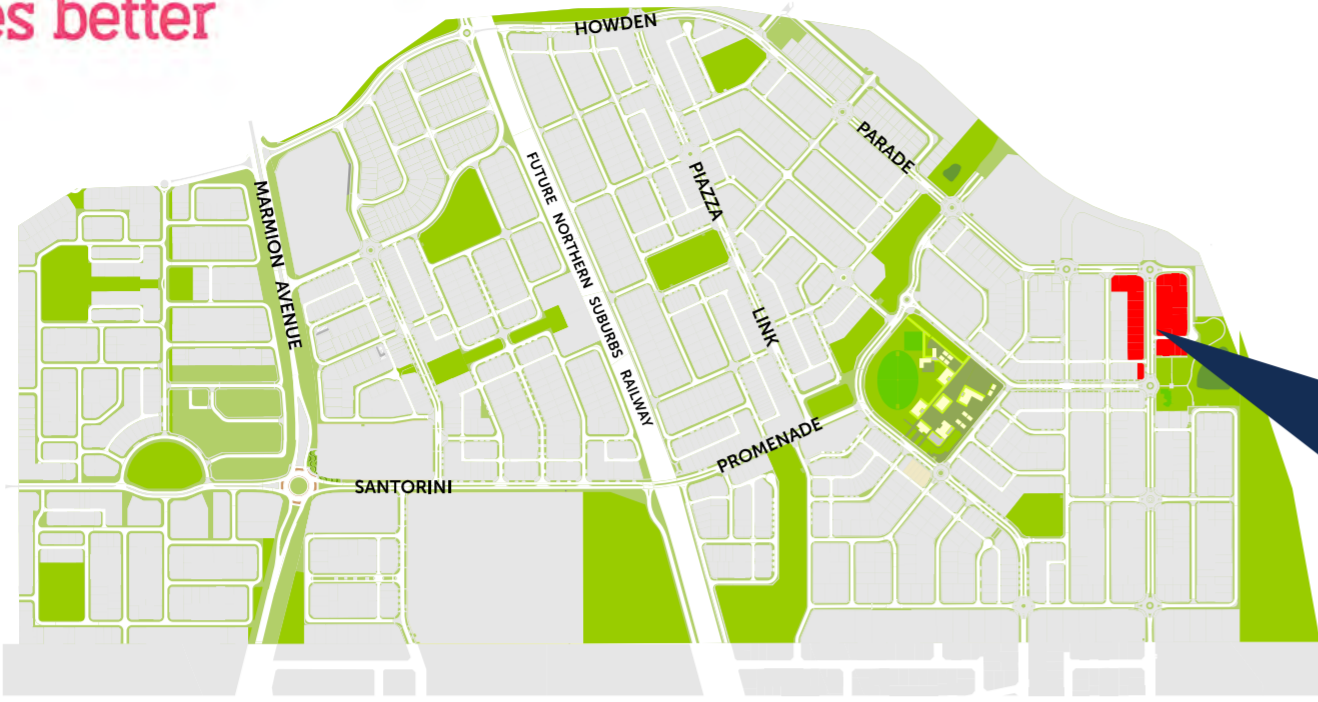 es better
HOWDEN
PARADE
MARMION AVENUE
FUTURE NORTHERN SUBURBS RAILWAY
PIAZZA
LINK
PROMENADE
SANTORINI